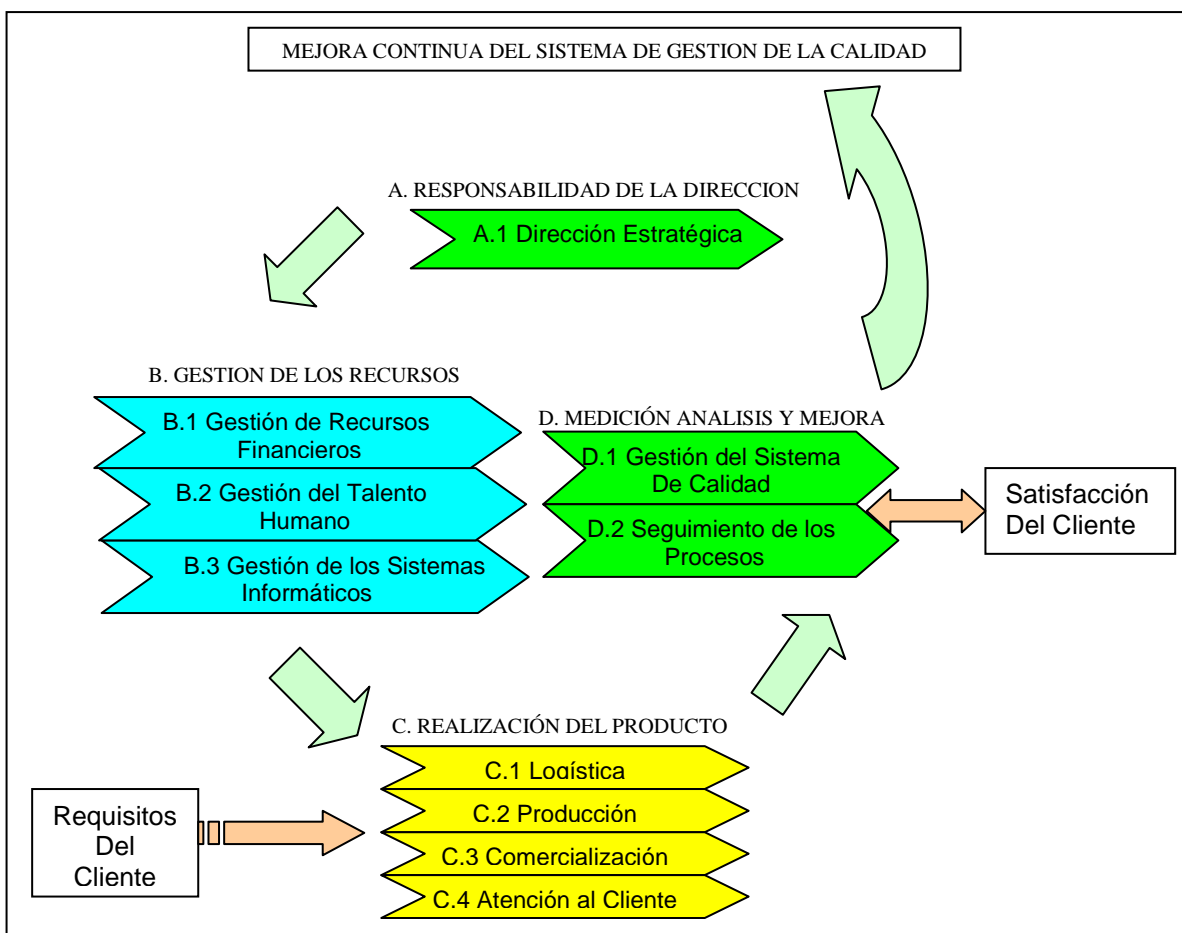 MEJORA CONTINUA DEL SISTEMA DE GESTION DE LA CALIDAD
A. RESPONSABILIDAD DE LA DIRECCION
A.1 Dirección Estratégica
B. GESTION DE LOS RECURSOS
B.1 Gestión de Recursos
Financieros
B.2 Gestión del Talento
Humano
B.3 Gestión de los Sistemas
Informáticos
D. MEDICIÓN ANALISIS Y MEJORA
D.1 Gestión del Sistema
De Calidad
D.2 Seguimiento de los
Procesos
Satisfacción
Del Cliente
C. REALIZACIÓN DEL PRODUCTO
C.1 Logística
C.2 Producción
C.3 Comercialización
C.4 Atención al Cliente
Requisitos
Del
Cliente